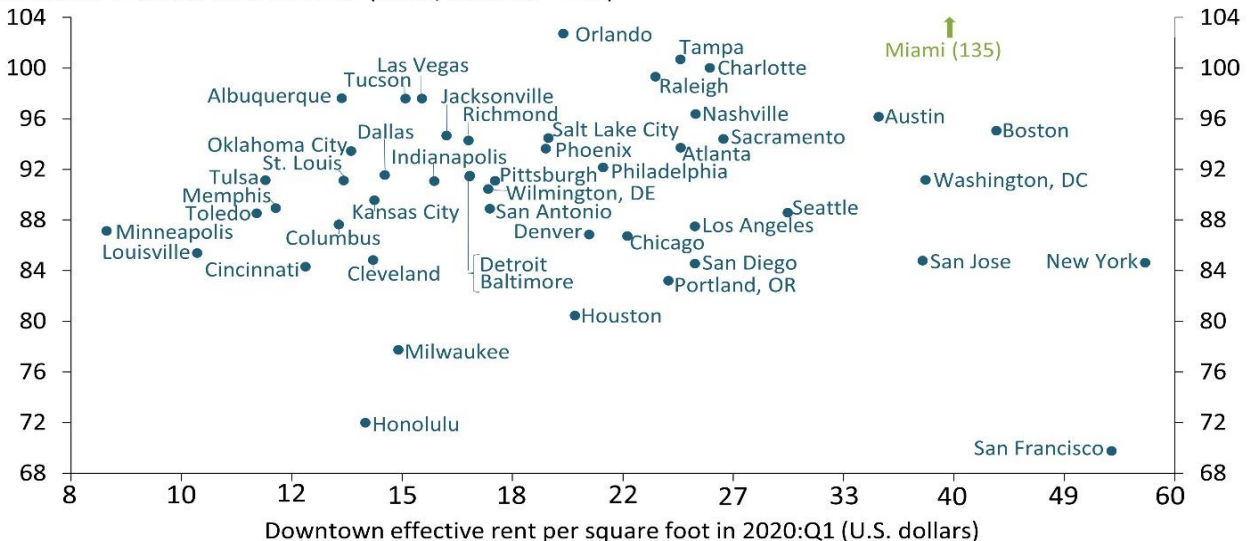 104
104
Orlando
Miami (135)
Tampa
Las Vegas
100
Charlotte
100
Tucson
Raleigh
Albuquerque
Jacksonville
Nashville
Richmond
96
Austin
96
Dallas
Salt Lake City
Sacramento
Boston
Oklahoma City
Phoenix
Atlanta
St. Louis
Indianapolis
92
Philadelphia
92
Tulsa
Pittsburgh
Washington, DC
Memphis
Wilmington, DE
Toledo
Kansas City
San Antonio
Seattle
88
Los Angeles
88
Minneapolis
Columbus
Denver
Chicago
Louisville
Detroit
San Diego
San Jose
New York
84
Cincinnati
Cleveland
84
Baltimore
Portland, OR
80
Houston
80
Milwaukee
76
76
72
Honolulu
72
San Francisco
68
68
8 10 12 15 18 22 27 33 40 49 60
Downtown effective rent per square foot in 2020:Q1 (U.S. dollars)